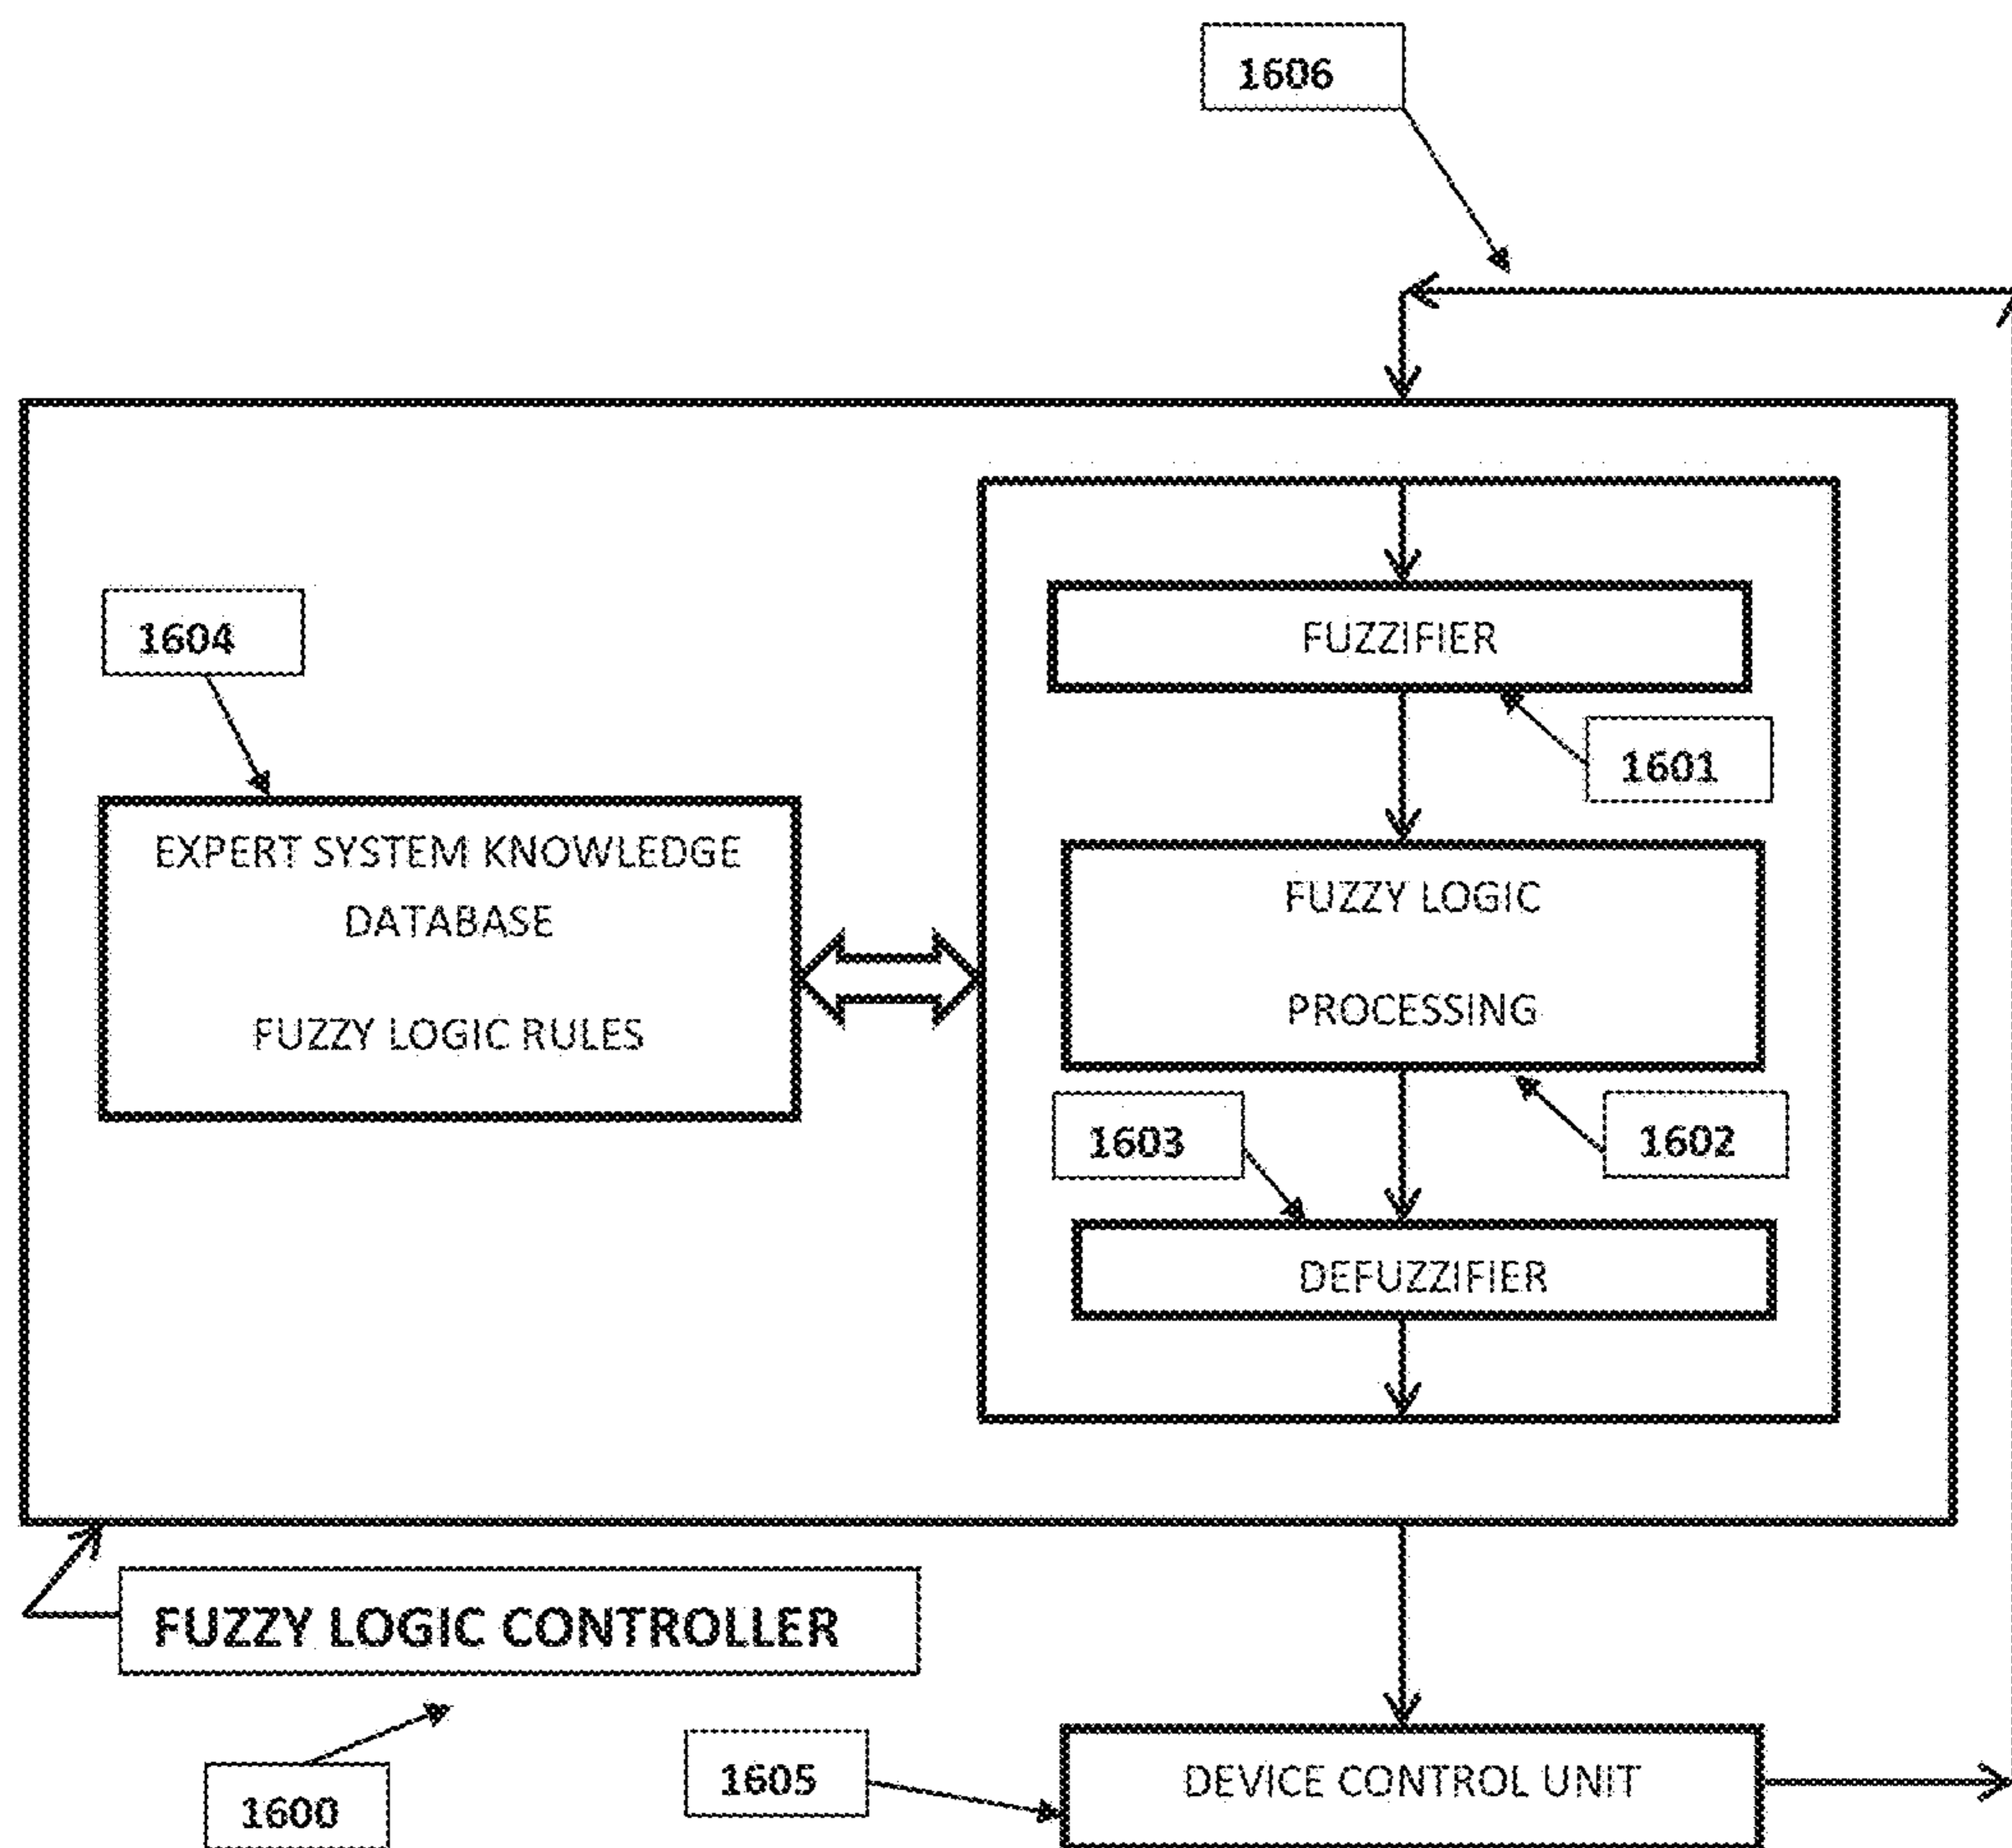 1606
FUZZIFIER
1604
1601
EXPERT SYSTEM KNOWLEDGE
DATABASE
FUZZY LOGIC RULES
FUZZY LOGIC
PROCESSING
1603
1602
DEFUZZIFIER
FUZZY LOGIC CONTROLLER
1600
1605
DEVICE CONTROL UNIT